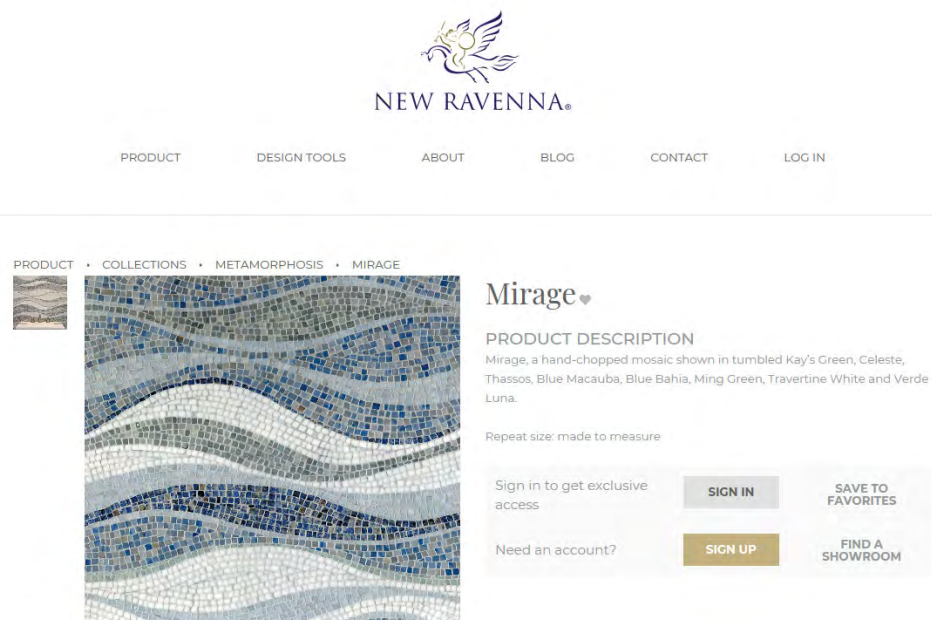 NEW RAVENNA®
PRODUCT
DESIGN TOOLS
ABOUT
BLOG
CONTACT
LOG IN
PRODUCT • COLLECTIONS • METAMORPHOSIS • MIRAGE
Mirage
PRODUCT DESCRIPTION
Mirage, a hand-chopped mosaic shown in tumbled Kay's Green, Celeste,
Thassos, Blue Macauba, Blue Bahia, Ming Green, Travertine White and Verde
Luna.
Repeat size: made to measure
Sign in to get exclusive
access
SIGN IN
SAVE TO
FAVORITES
Need an account?
SIGN UP
FIND A
SHOWROOM